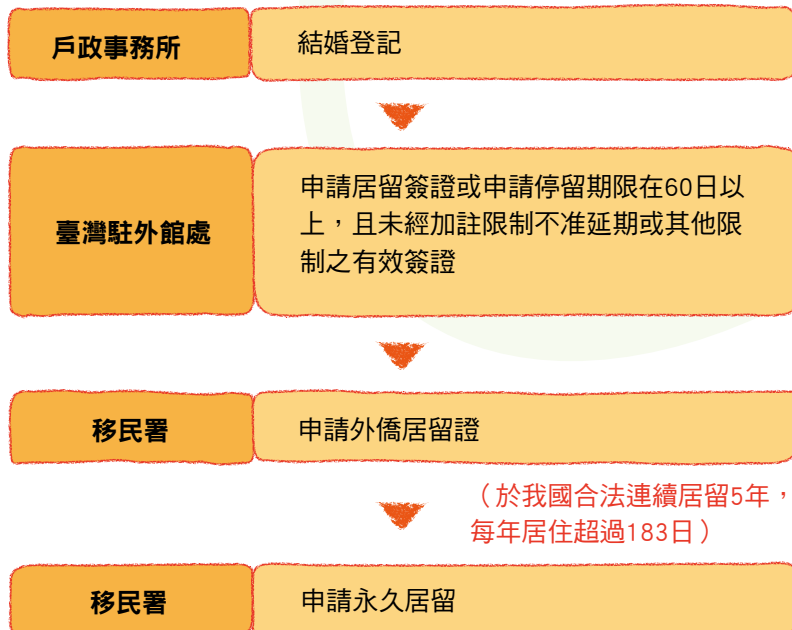 戶政事務所
結婚登記
臺灣駐外館處
申請居留簽證或申請停留期限在60日以
上，且未經加註限制不准延期或其他限
制之有效簽證
移民署
申請外僑居留證
（於我國合法連續居留5年，
每年居住超過183日）
移民署
申請永久居留